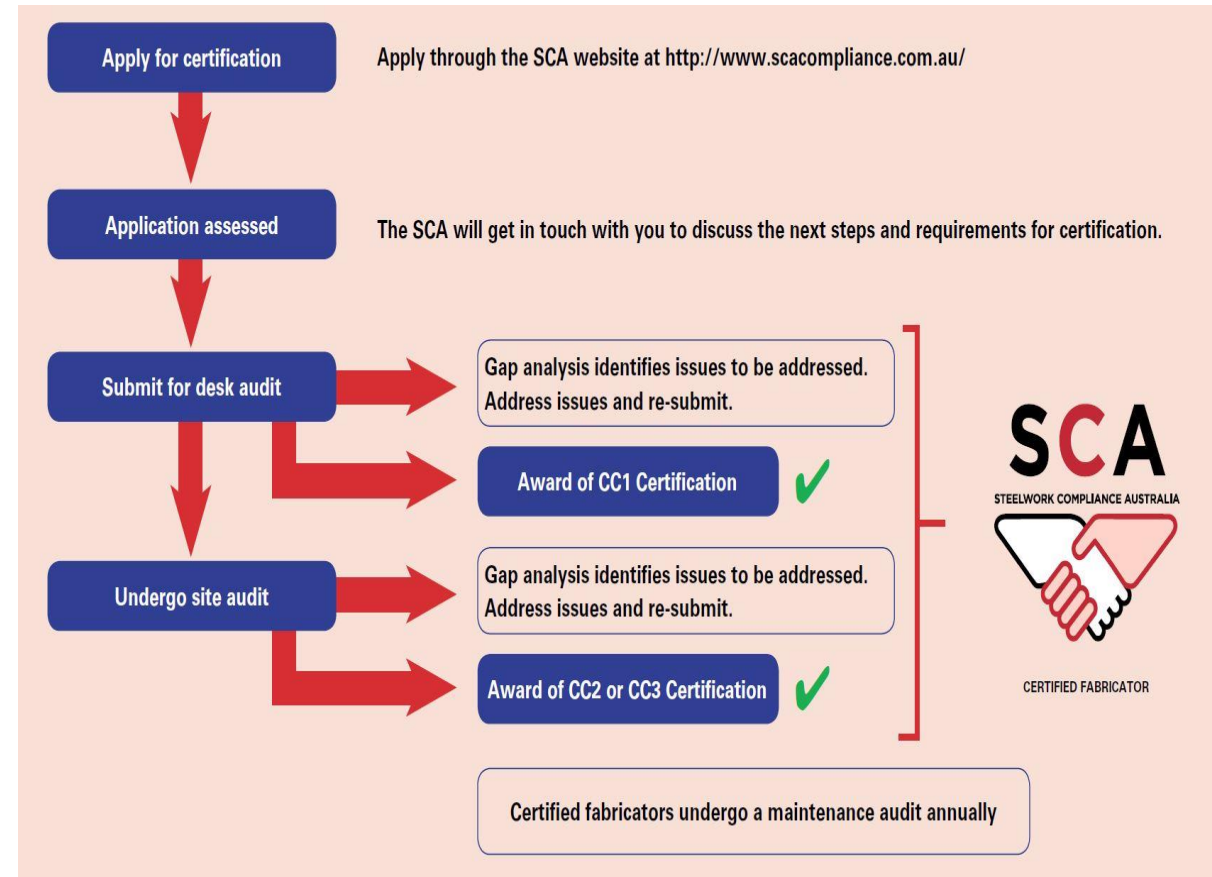 Apply for certification
Apply through the SCA website at http://www.scacompliance.com.au/
Application assessed
The SCA will get in touch with you to discuss the next steps and requirements for certification.
Submit for desk audit
Gap analysis identifies issues to be addressed.
Address issues and re-submit.
Award of CC1 Certification
Undergo site audit
Gap analysis identifies issues to be addressed.
Address issues and re-submit.
Award of CC2 or CC3 Certification
SCA
STEELWORK COMPLIANCE AUSTRALIA
CERTIFIED FABRICATOR
Certified fabricators undergo a maintenance audit annually